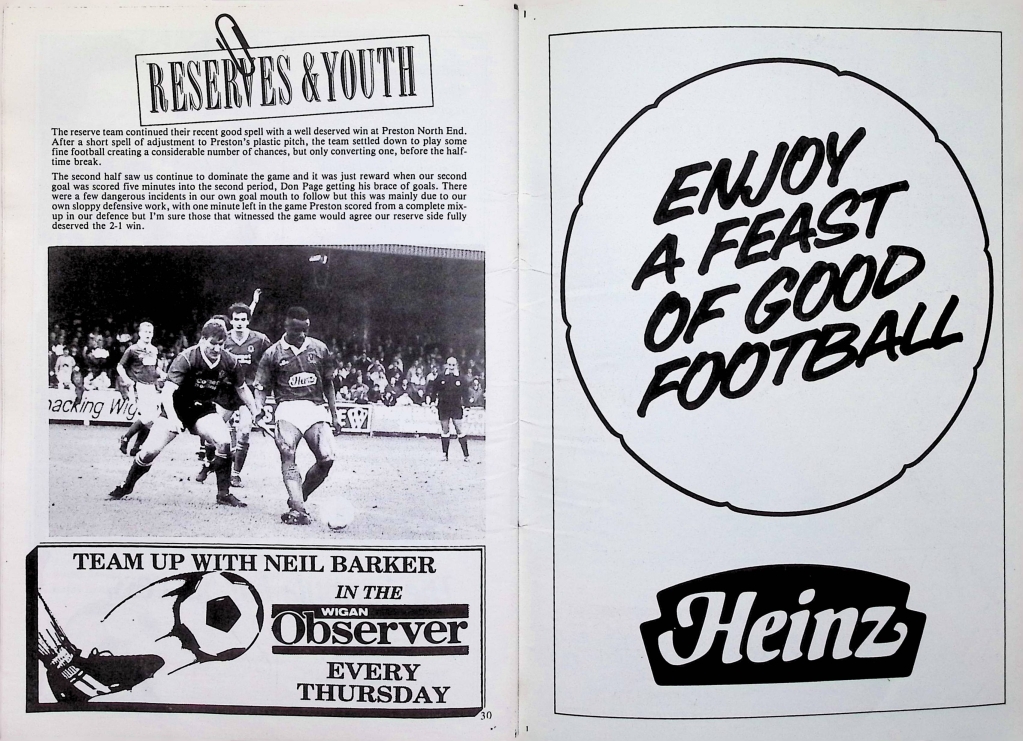 RESERVES & YOUTH
The reserve team continued their recent good spell with a well deserved win at Preston North End.
After a short spell of adjustment to Preston's plastic pitch, the team settled down to play some
fine football creating a considerable number of chances, but only converting one, before the half-
time break.
The second half saw us continue to dominate the game and it was just reward when our second
goal was scored five minutes into the second period, Don Page getting his brace of goals. There
were a few dangerous incidents in our own goal mouth to follow but this was mainly due to our
own sloppy defensive work, with one minute left in the game Preston scored from a complete mix-
up in our defence but I'm sure those that witnessed the game would agree our reserve side fully
deserved the 2-1 win.
Heinz
acking Wig
EW
TEAM UP WITH NEIL BARKER
IN THE
WIGAN
Observer
EVERY
THURSDAY
30
ENJOY
A FEAST
OF GOOD
FOOTBALL
Heinz